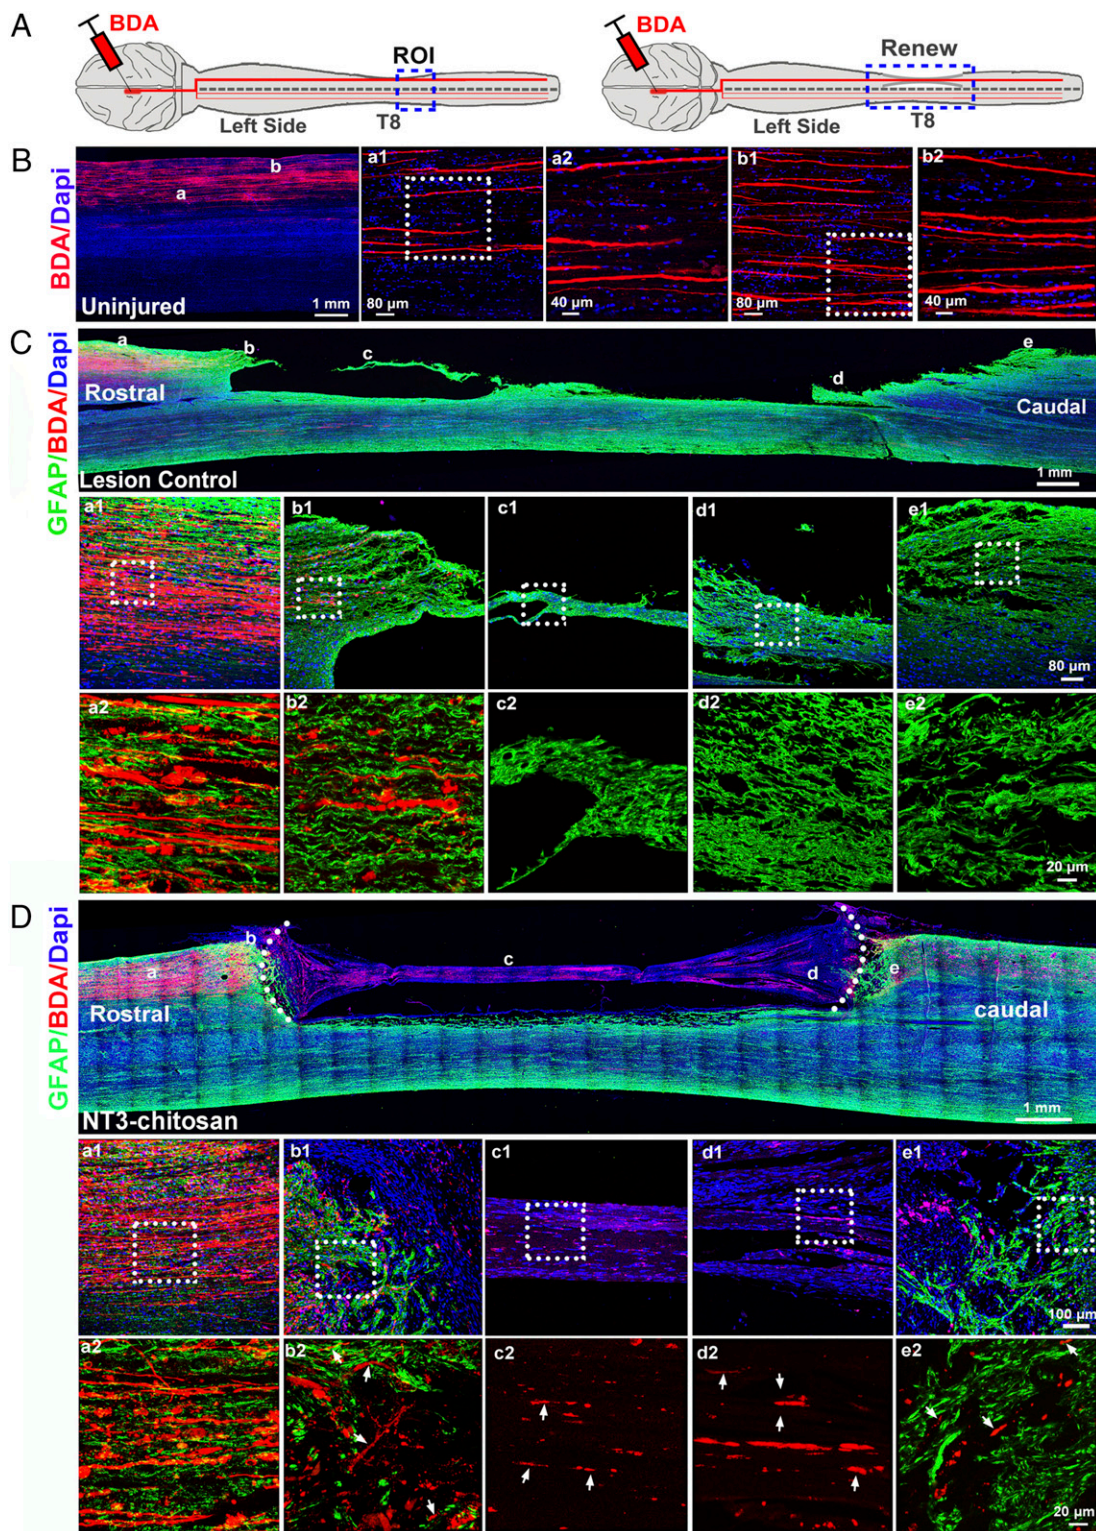 A
BDA
ROI
Left Side
T8
BDA
Renew
Left Side
T8
B
BDA/Dapi
a
b
Uninjured
1 mm
a1
80 µm
a2
40 µm
b1
80 µm
b2
40 µm
C
GFAP/BDA/Dapi
a
b
c
d
e
Rostral
Caudal
Lesion Control
1 mm
a1
b1
c1
d1
e1
80 µm
a2
b2
c2
d2
e2
20 µm
D
GFAP/BDA/Dapi
a
b
c
d
e
Rostral
caudal
NT3-chitosan
1 mm
a1
b1
c1
d1
e1
100 µm
a2
b2
c2
d2
e2
20 µm